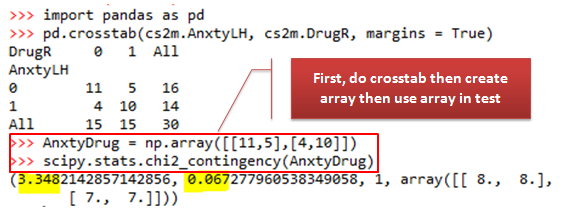 >>> import pandas as pd
>>> pd.crosstab(cs2m.AnxtyLH, cs2m.DrugR, margins = True)
DrugR 0 1 All
AnxtyLH
0 11 5 16
1 4 10 14
All 15 15 30
First, do crosstab then create
array then use array in test
>>> AnxtyDrug = np.array([[11,5],[4,10]])
>>> scipy.stats.chi2_contingency(AnxtyDrug)
(3.3482142857142856, 0.067277960538349058, 1, array([[ 8., 8.],
[ 7., 7.]]))